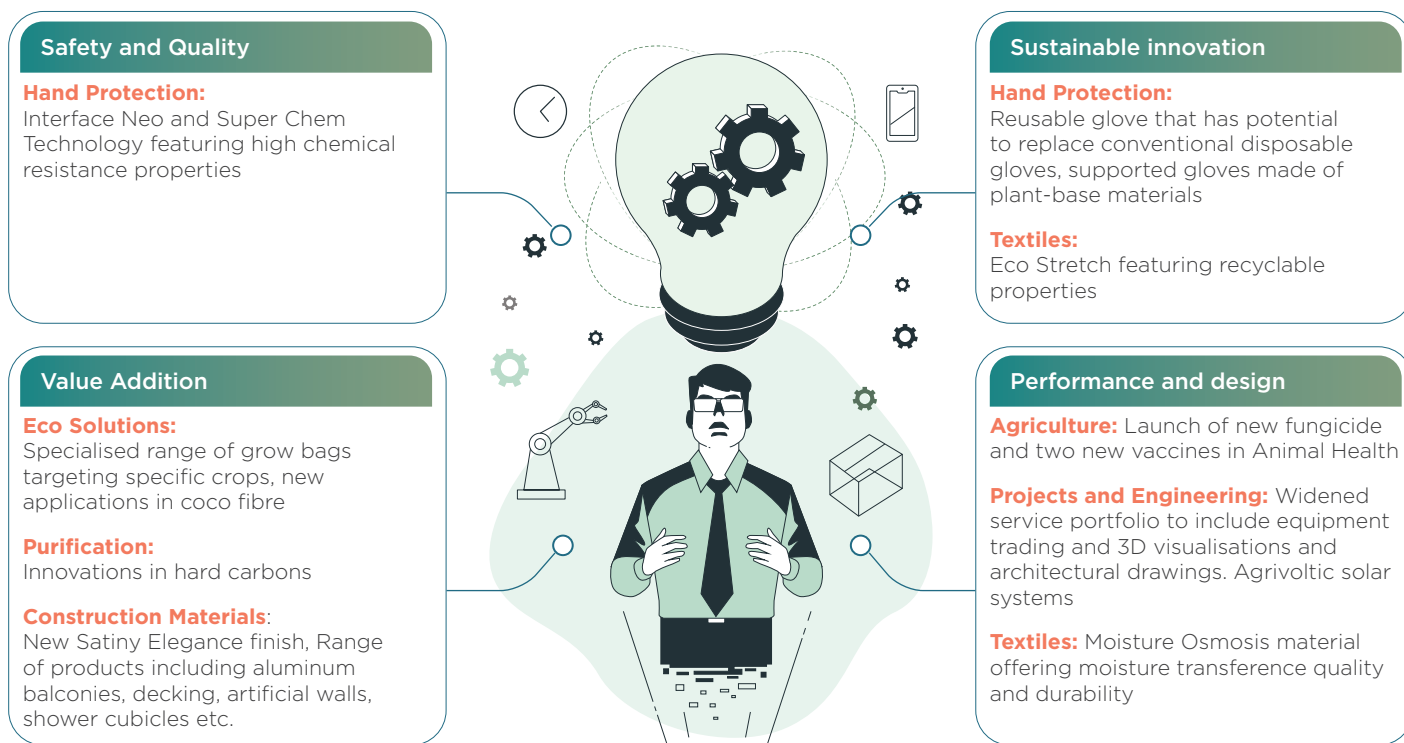 Safety and Quality
Hand Protection:
Interface Neo and Super Chem
Technology featuring high chemical
resistance properties
Sustainable innovation
Hand Protection:
Reusable glove that has potential
to replace conventional disposable
gloves, supported gloves made of
plant-base materials
Textiles:
Eco Stretch featuring recyclable
properties
Value Addition
Eco Solutions:
Specialised range of grow bags
targeting specific crops, new
applications in coco fibre
Purification:
Innovations in hard carbons
Construction Materials:
New Satiny Elegance finish, Range
of products including aluminum
balconies, decking, artificial walls,
shower cubicles etc.
Performance and design
Agriculture: Launch of new fungicide
and two new vaccines in Animal Health
Projects and Engineering: Widened
service portfolio to include equipment
trading and 3D visualisations and
architectural drawings. Agrivoltic solar
systems
Textiles: Moisture Osmosis material
offering moisture transference quality
and durability